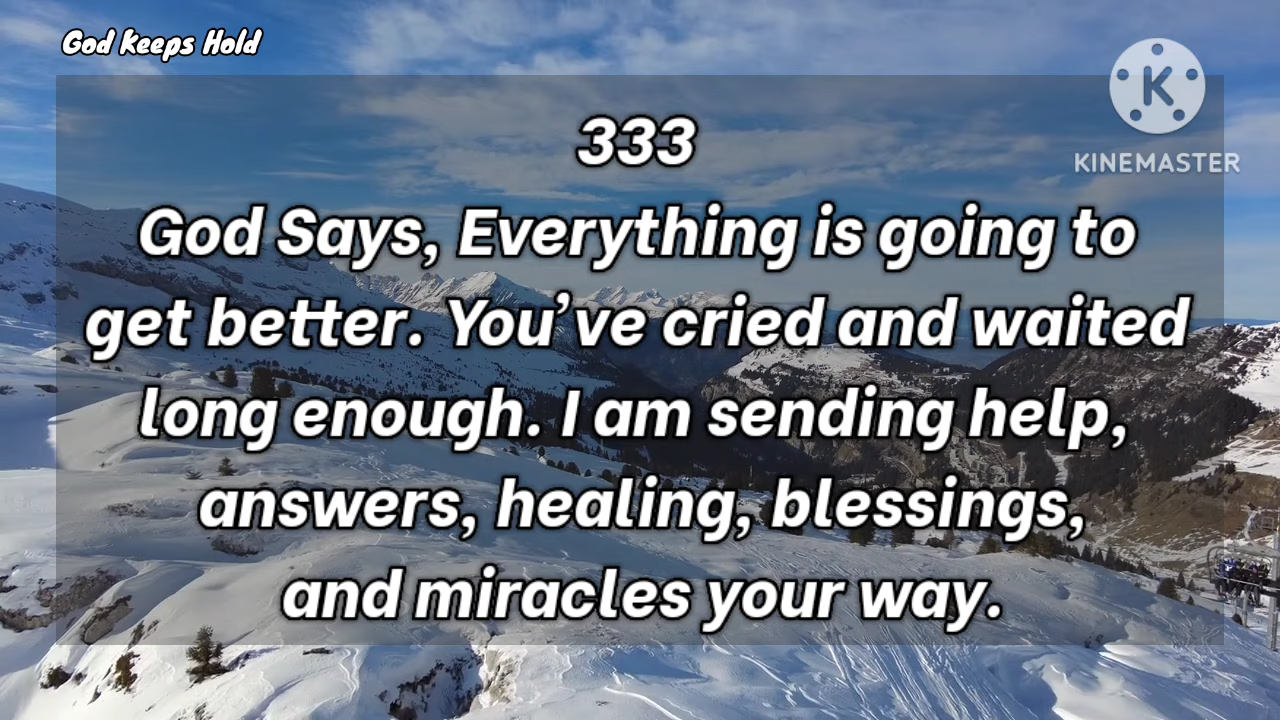 God Keeps Hold
KINEMASTER
333
God Says, Everything is going to
get better. You’ve cried and waited
long enough. I am sending help,
answers, healing, blessings,
and miracles your way.